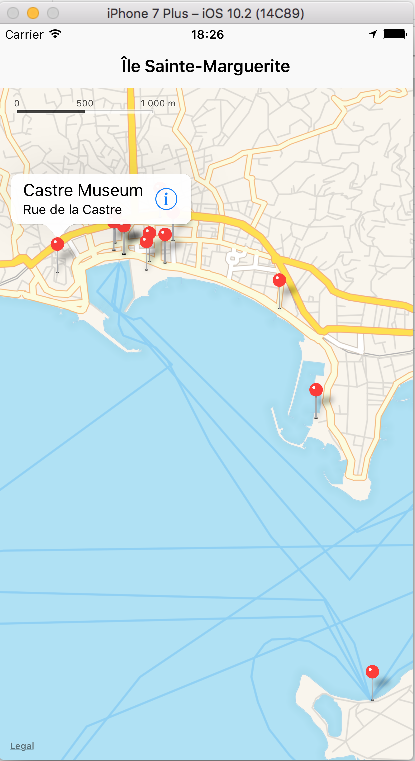 iPhone 7 Plus – iOS 10.2 (14C89)
Carrier 18:26
Île Sainte-Marguerite
0 500 1 000 m
Castre Museum
Rue de la Castre
Legal